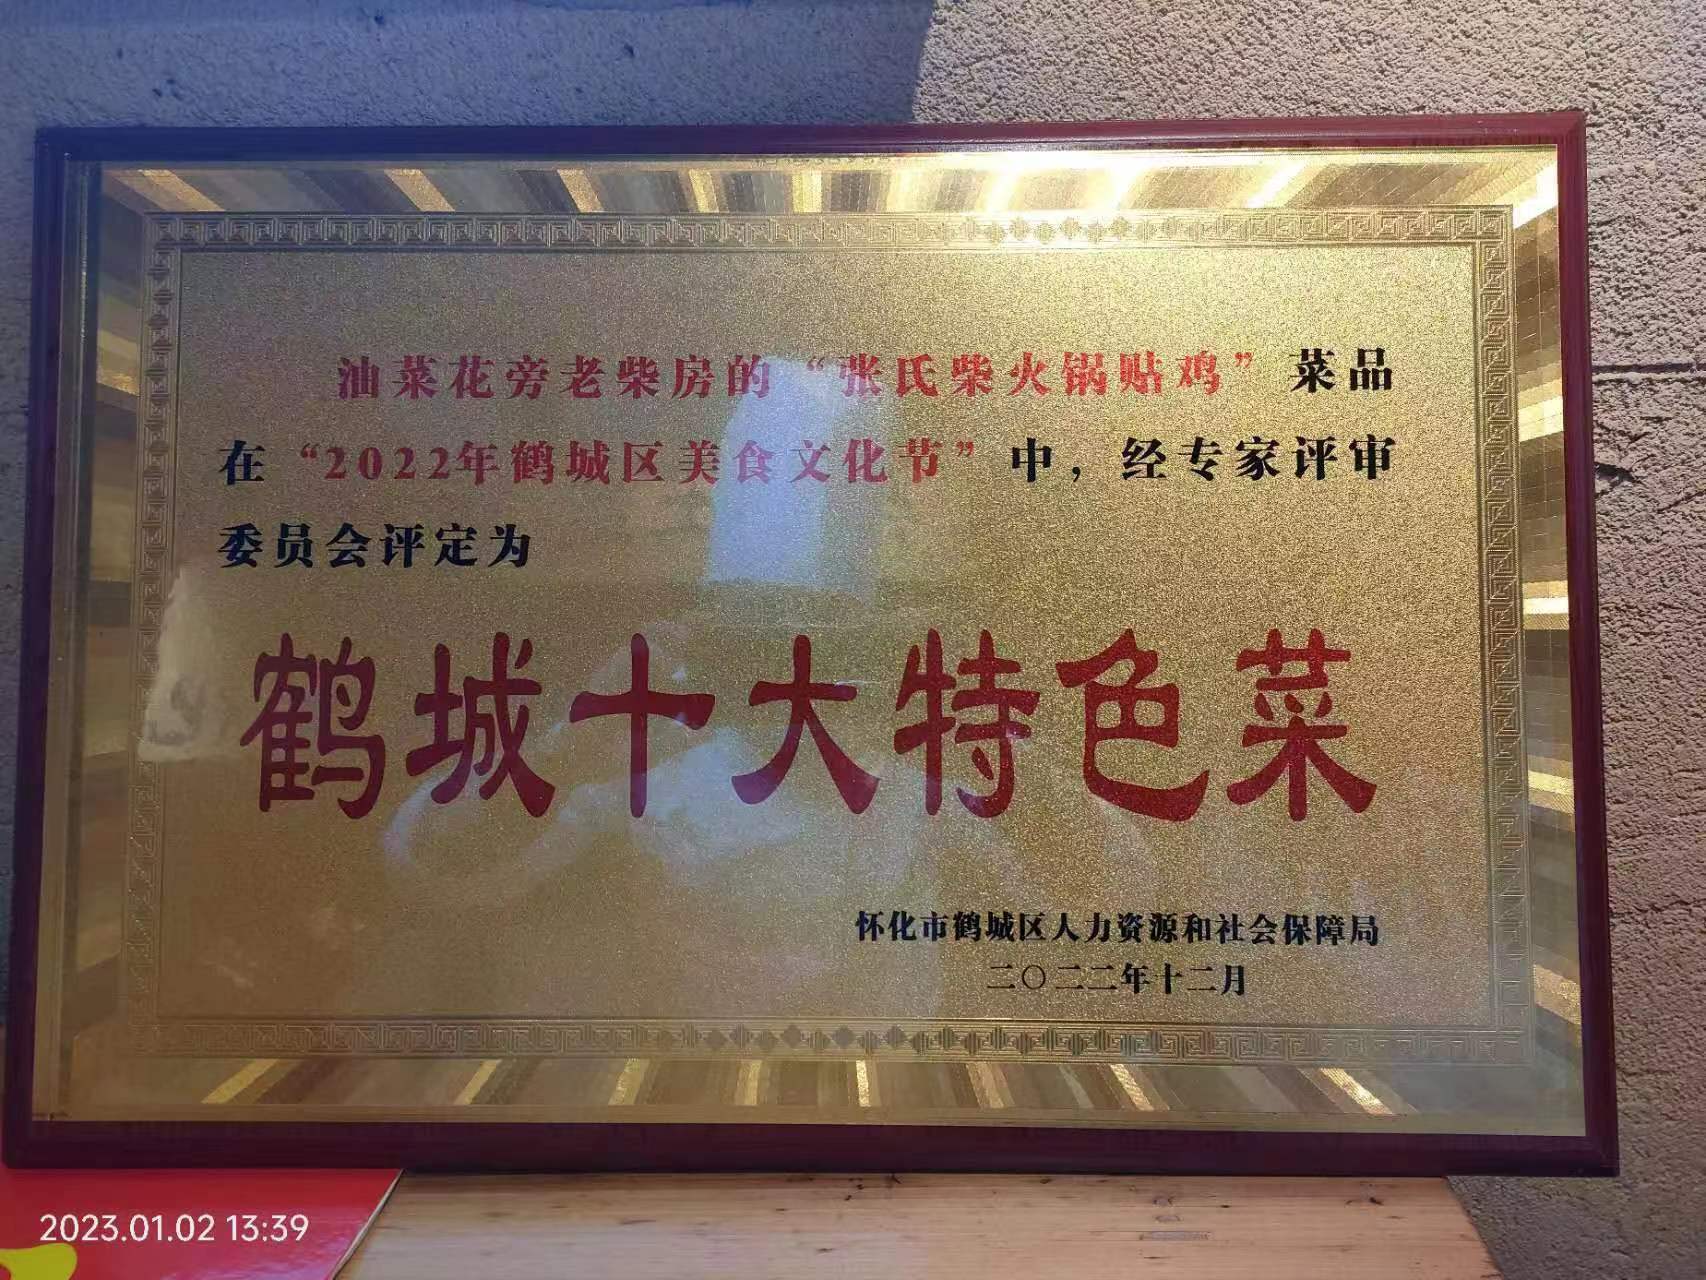 油菜花旁老柴房的“张氏柴火锅贴鸡”菜品
在“2022年鹤城区美食文化节”中，经专家评审
委员会评定为
鹤城十大特色菜
怀化市鹤城区人力资源和社会保障局
二〇二二年十二月
2023.01.02 13:39